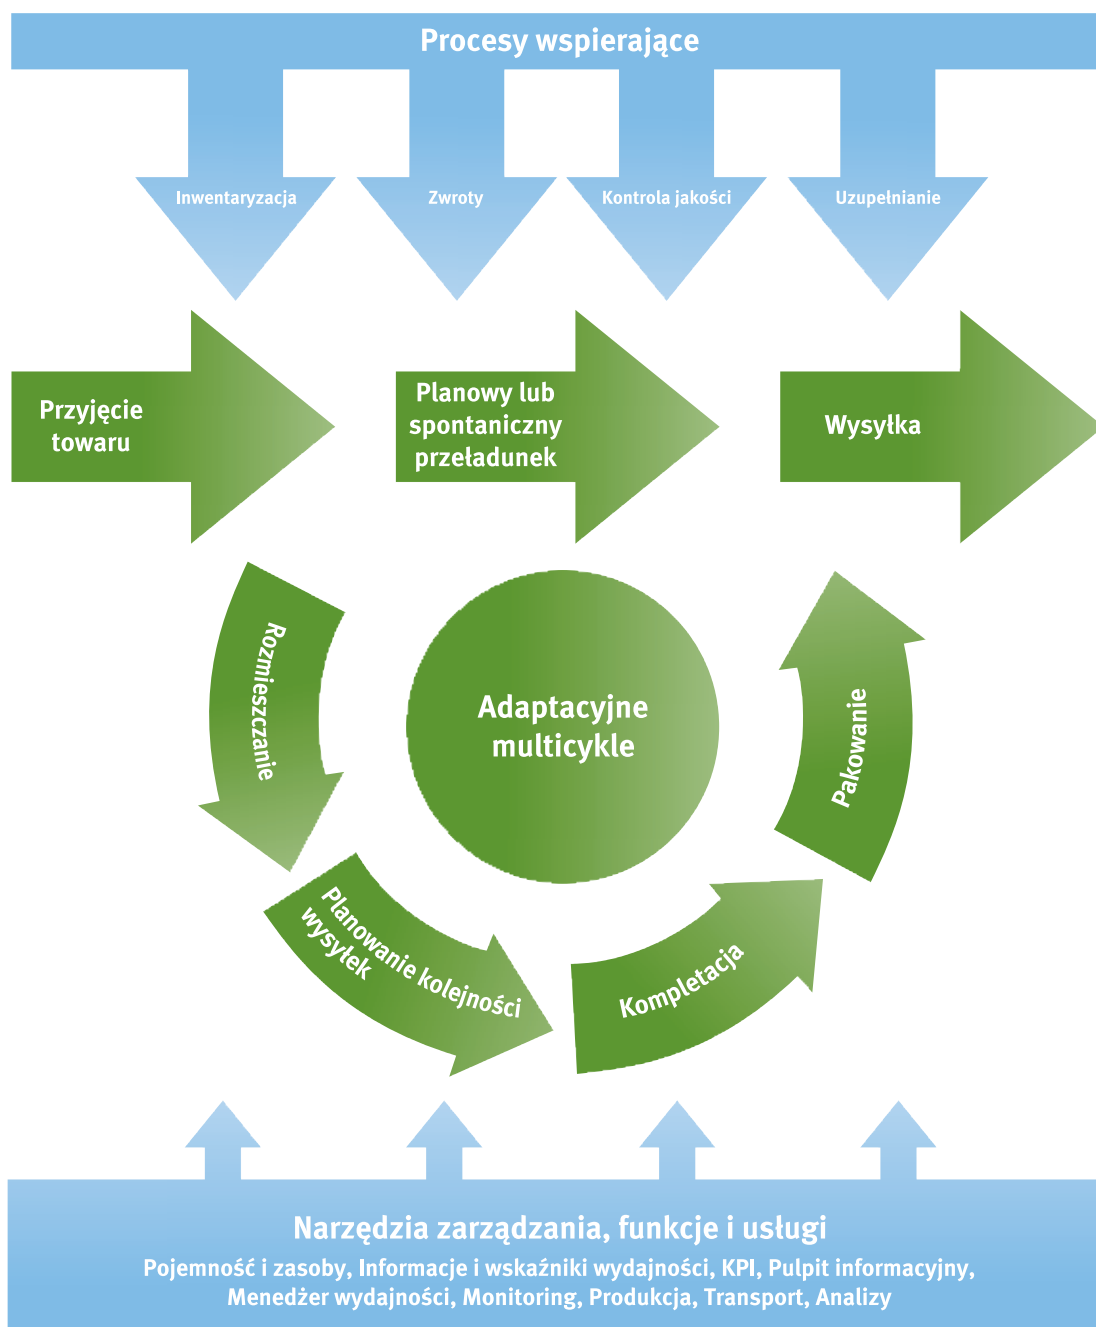 Procesy wspierające
Inwentaryzacja
Zwroty
Kontrola jakości
Uzupełnianie
Przyjęcie
towaru
Planowy lub
spontaniczny
przeładunek
Wysyłka
Rozmieszczanie
Adaptacyjne
multicykle
Pakowanie
Planowanie kolejności
wysyłek
Kompletacja
Narzędzia zarządzania, funkcje i usługi
Pojemność i zasoby, Informacje i wskaźniki wydajności, KPI, Pulpit informacyjny,
Menedżer wydajności, Monitoring, Produkcja, Transport, Analizy